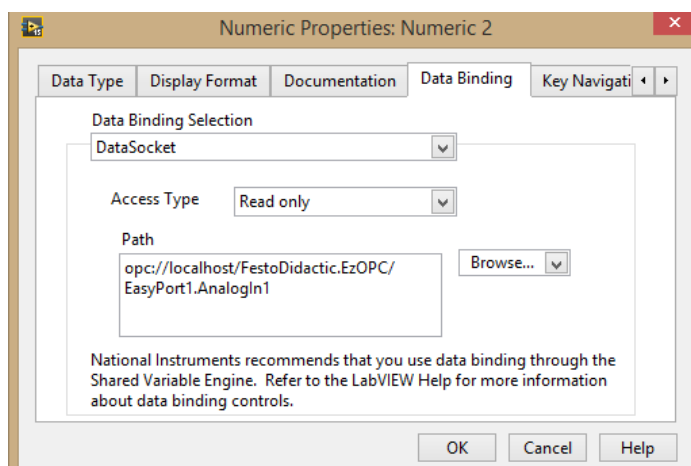 Numeric Properties: Numeric 2
Data Type Display Format Documentation Data Binding Key Navigati
Data Binding Selection
DataSocket
Access Type Read only
Path
opc://localhost/FestoDidactic.EzOPC/
EasyPort1.AnalogIn1
Browse...
National Instruments recommends that you use data binding through the
Shared Variable Engine. Refer to the LabVIEW Help for more information
about data binding controls.
OK Cancel Help